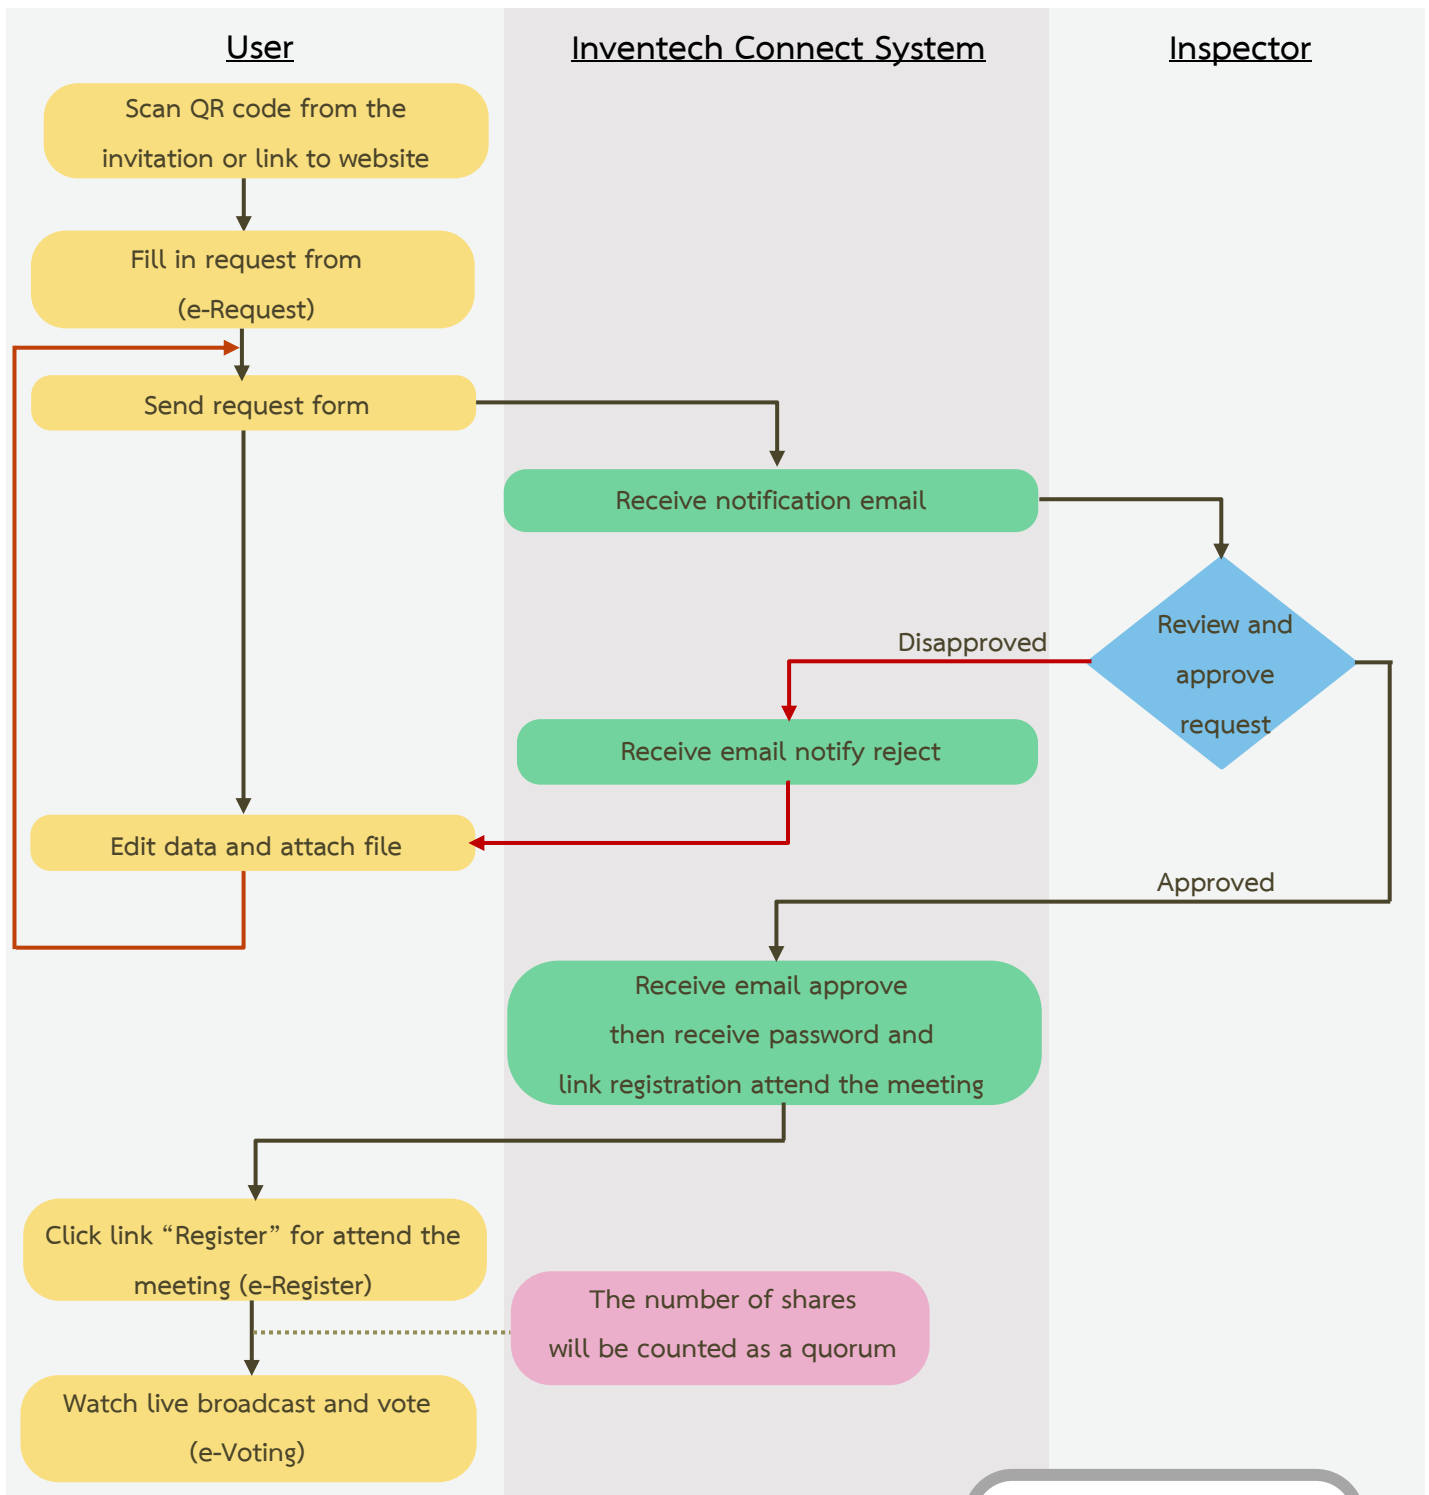 User
Inventech Connect System
Inspector
Scan QR code from the
invitation or link to website
Fill in request from
(e-Request)
Send request form
Receive notification email
Review and
approve
request
Disapproved
Receive email notify reject
Edit data and attach file
Approved
Receive email approve
then receive password and
link registration attend the meeting
Click link “Register” for attend the
meeting (e-Register)
The number of shares
will be counted as a quorum
Watch live broadcast and vote
(e-Voting)